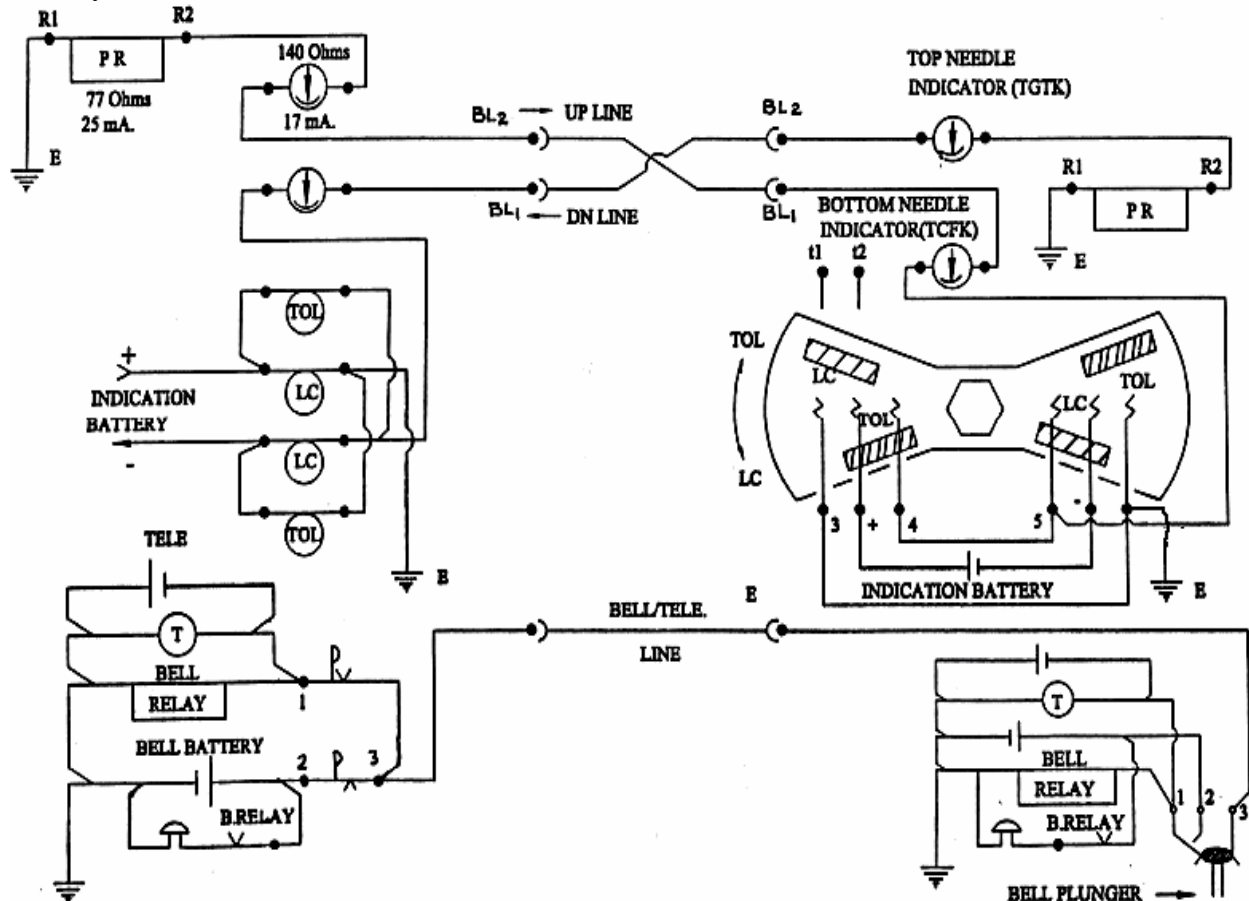 R1
R2
P R
77 Ohms
25 mA.
E
140 Ohms
17 mA.
BL2
UP LINE
BL2
TOP NEEDLE
INDICATOR (TGTK)
R1
R2
P R
E
BL1
DN LINE
BL1
BOTTOM NEEDLE
INDICATOR(TCFK)
t1
t2
TOL
LC
TOL
LC
TOL
LC
TOL
LC
3
+
4
5
-
INDICATION BATTERY
E
+
INDICATION
BATTERY
-
TOL
LC
LC
TOL
E
TELE
T
BELL
RELAY
1
P
BELL BATTERY
2
P
3
B.RELAY
BELL/TELE.
E
LINE
T
BELL
RELAY
B.RELAY
1
2
3
BELL PLUNGER